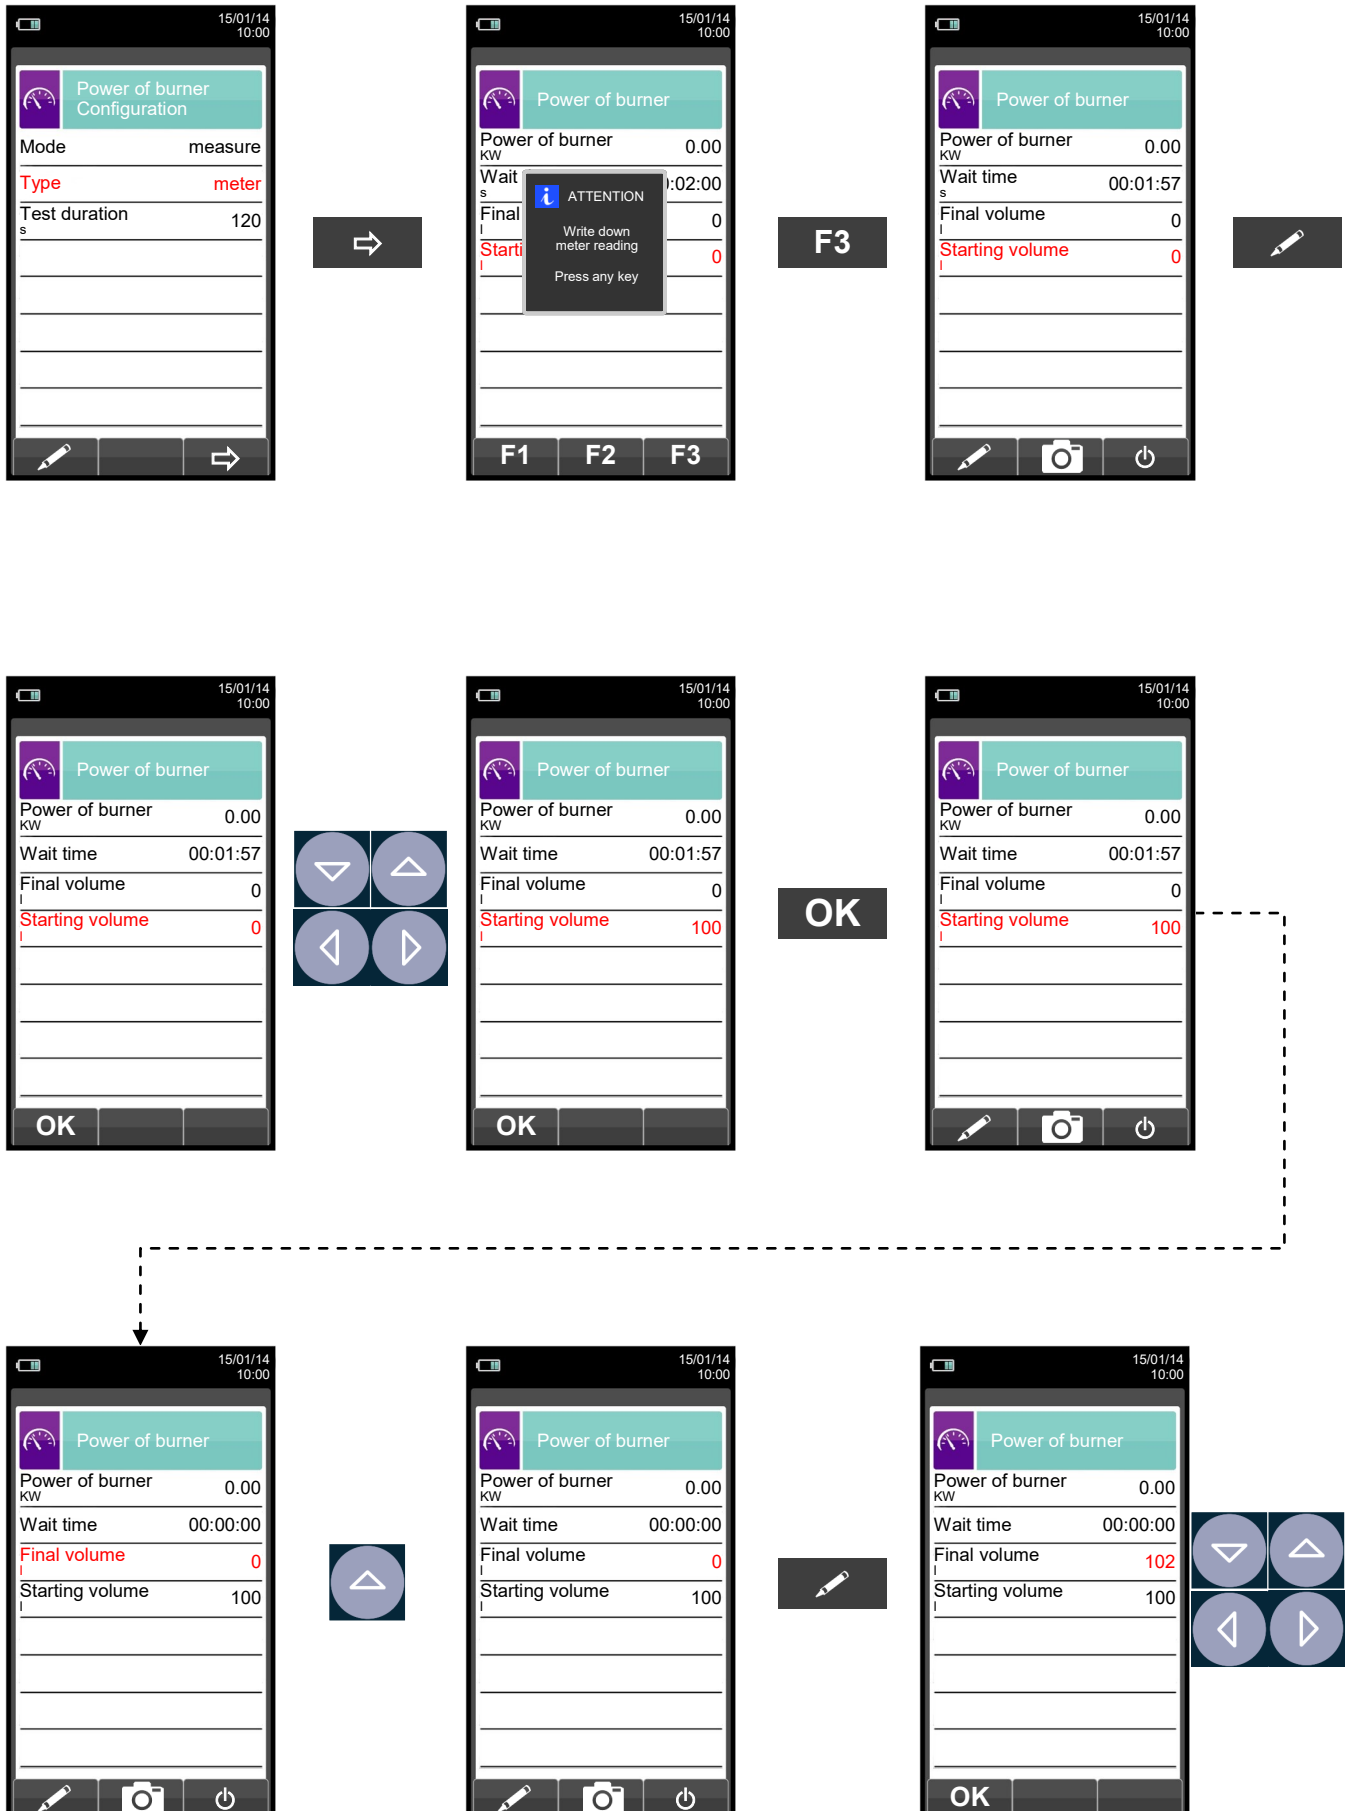 15/01/14
10:00
Power of burner
Configuration
Mode measure
Type meter
Test duration
s
120
15/01/14
10:00
Power of burner
Power of burner
KW
0.00
Wait :02:00
s
Final 0
l
Starti 0
l
ATTENTION
Write down
meter reading
Press any key
F1 F2 F3
F3
15/01/14
10:00
Power of burner
Power of burner
KW
0.00
Wait time
s
00:01:57
Final volume
l
0
Starting volume
l
0
15/01/14
10:00
Power of burner
Power of burner
KW
0.00
Wait time 00:01:57
Final volume
l
0
Starting volume
l
0
OK
15/01/14
10:00
Power of burner
Power of burner
KW
0.00
Wait time 00:01:57
Final volume
l
0
Starting volume
l
100
OK
OK
15/01/14
10:00
Power of burner
Power of burner
KW
0.00
Wait time 00:01:57
Final volume
l
0
Starting volume
l
100
15/01/14
10:00
Power of burner
Power of burner
KW
0.00
Wait time 00:00:00
Final volume
l
0
Starting volume
l
100
15/01/14
10:00
Power of burner
Power of burner
KW
0.00
Wait time 00:00:00
Final volume
l
0
Starting volume
l
100
15/01/14
10:00
Power of burner
Power of burner
KW
0.00
Wait time 00:00:00
Final volume
l
102
Starting volume
l
100
OK